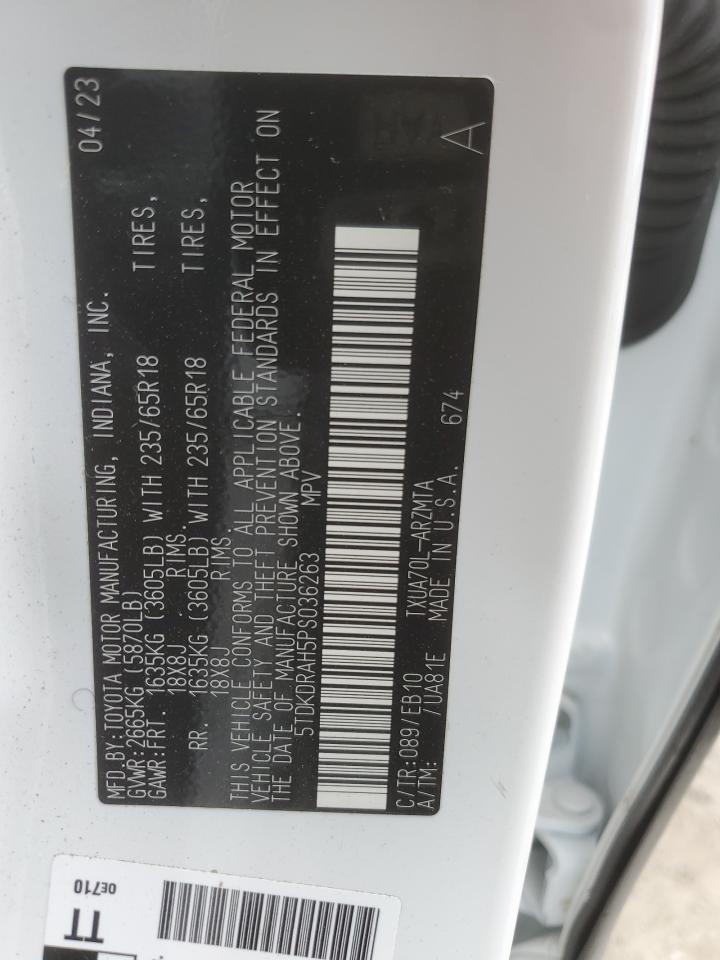 MFD.BY:TOYOTA MOTOR MANUFACTURING, INDIANA, INC. 04/23
GVWR:2665KG (5870LB)
GAWR:FRT. 1635KG (3605LB) WITH 235/65R18 TIRES,
18X8J RIMS.
RR. 1635KG (3605LB) WITH 235/65R18 TIRES,
18X8J RIMS.
THIS VEHICLE CONFORMS TO ALL APPLICABLE FEDERAL MOTOR
VEHICLE SAFETY AND THEFT PREVENTION STANDARDS IN EFFECT ON
THE DATE OF MANUFACTURE SHOWN ABOVE.
5TDKDRAH5PS036263 MPV
C/TR:089/EB10 TXUA70L-ARZMTA A
A/TM: /UA81E MADE IN U.S.A. 674
OE710
TT